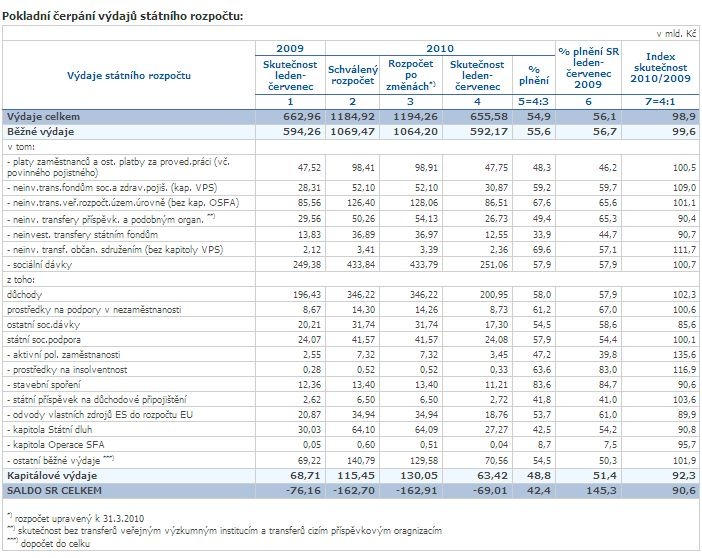 Pokladní čerpání výdajů státního rozpočtu:
v mld. Kč
Výdaje státního rozpočtu 2009 2010 % plnění SR leden-červenec 2009 Index skutečnost 2010/2009
Skutečnost leden-červenec Schválený rozpočet Rozpočet po změnách*) Skutečnost leden-červenec % plnění
1 2 3 4 5=4:3 6 7=4:1
Výdaje celkem 662,96 1184,92 1194,26 655,58 54,9 56,1 98,9
Běžné výdaje 594,26 1069,47 1064,20 592,17 55,6 56,7 99,6
v tom:
- platy zaměstnanců a ost. platby za proved.práci (vč. povinného pojistného) 47,52 98,41 98,91 47,75 48,3 46,2 100,5
- neinv.trans.fondům soc.a zdrav.pojiš. (kap. VPS) 28,31 52,10 52,10 30,87 59,2 59,7 109,0
- neinv.trans.veř.rozpočt.územ.úrovně (bez kap. OSFA) 85,56 126,40 128,06 86,51 67,6 65,6 101,1
- neinv. transfery příspěvk. a podobným organ. **) 29,56 50,26 54,13 26,73 49,4 65,3 90,4
- neinvest. transfery státním fondům 13,83 36,89 36,97 12,55 33,9 44,7 90,7
- neinv. transf. občan. sdružením (bez kapitoly VPS) 2,12 3,41 3,39 2,36 69,6 57,1 111,7
- sociální dávky 249,38 433,84 433,79 251,06 57,9 57,9 100,7
z toho:
důchody 196,43 346,22 346,22 200,95 58,0 57,9 102,3
prostředky na podpory v nezaměstnanosti 8,67 14,30 14,26 8,73 61,2 67,0 100,6
ostatní soc.dávky 20,21 31,74 31,74 17,30 54,5 58,6 85,6
státní soc.podpora 24,07 41,57 41,57 24,08 57,9 54,4 100,1
- aktivní pol. zaměstnanosti 2,55 7,32 7,32 3,45 47,2 39,8 135,6
- prostředky na insolventnost 0,28 0,52 0,52 0,33 63,6 83,0 116,9
- stavební spoření 12,36 13,40 13,40 11,21 83,6 84,7 90,6
- státní příspěvek na důchodové připojištění 2,62 6,50 6,50 2,72 41,8 41,0 103,6
- odvody vlastních zdrojů ES do rozpočtu EU 20,87 34,94 34,94 18,76 53,7 61,0 89,9
- kapitola Státní dluh 30,03 64,10 64,09 27,27 42,5 54,2 90,8
- kapitola Operace SFA 0,05 0,60 0,51 0,04 8,7 7,5 95,7
- ostatní běžné výdaje ***) 69,22 140,79 129,58 70,56 54,5 50,3 101,9
Kapitálové výdaje 68,71 115,45 130,05 63,42 48,8 51,4 92,3
SALDO SR CELKEM -76,16 -162,70 -162,91 -69,01 42,4 145,3 90,6
*) rozpočet upravený k 31.3.2010
**) skutečnost bez transferů veřejným výzkumným institucím a transferů cizím příspěvkovým oragnizacím
***) dopočet do celku